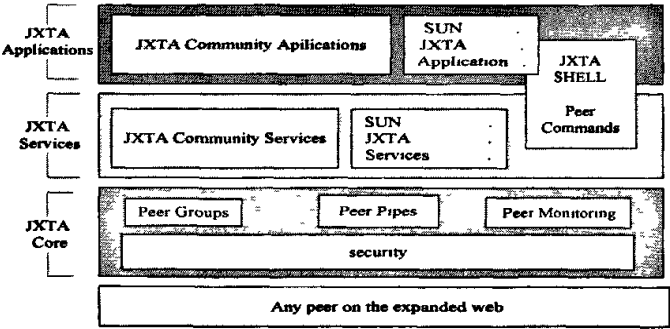 JXTA
Applications
JXTA Community Apilications
SUN
JXTA
Application
JXTA
SHELL
Peer
Commands
JXTA
Services
JXTA Community Services
SUN
JXTA
Services
JXTA
Core
Peer Groups
Peer Pipes
Peer Monitoring
security
Any peer on the expanded web